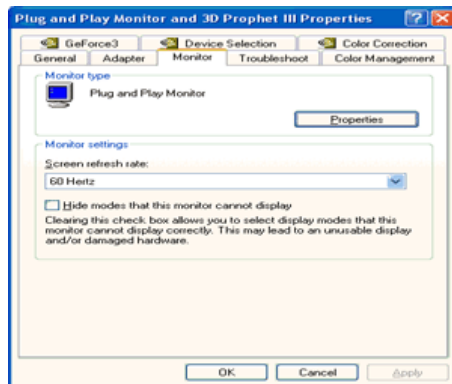 Plug and Play Monitor and 3D Prophet III Properties
GeForce3 Device Selection Color Correction
General Adapter Monitor Troubleshoot Color Management
Monitor type
Plug and Play Monitor
Properties
Monitor settings
Screen refresh rate:
60 Hertz
Hide modes that this monitor cannot display
Clearing this check box allows you to select display modes that this
monitor cannot display correctly. This may lead to an unusable display
and/or damaged hardware.
OK Cancel Apply